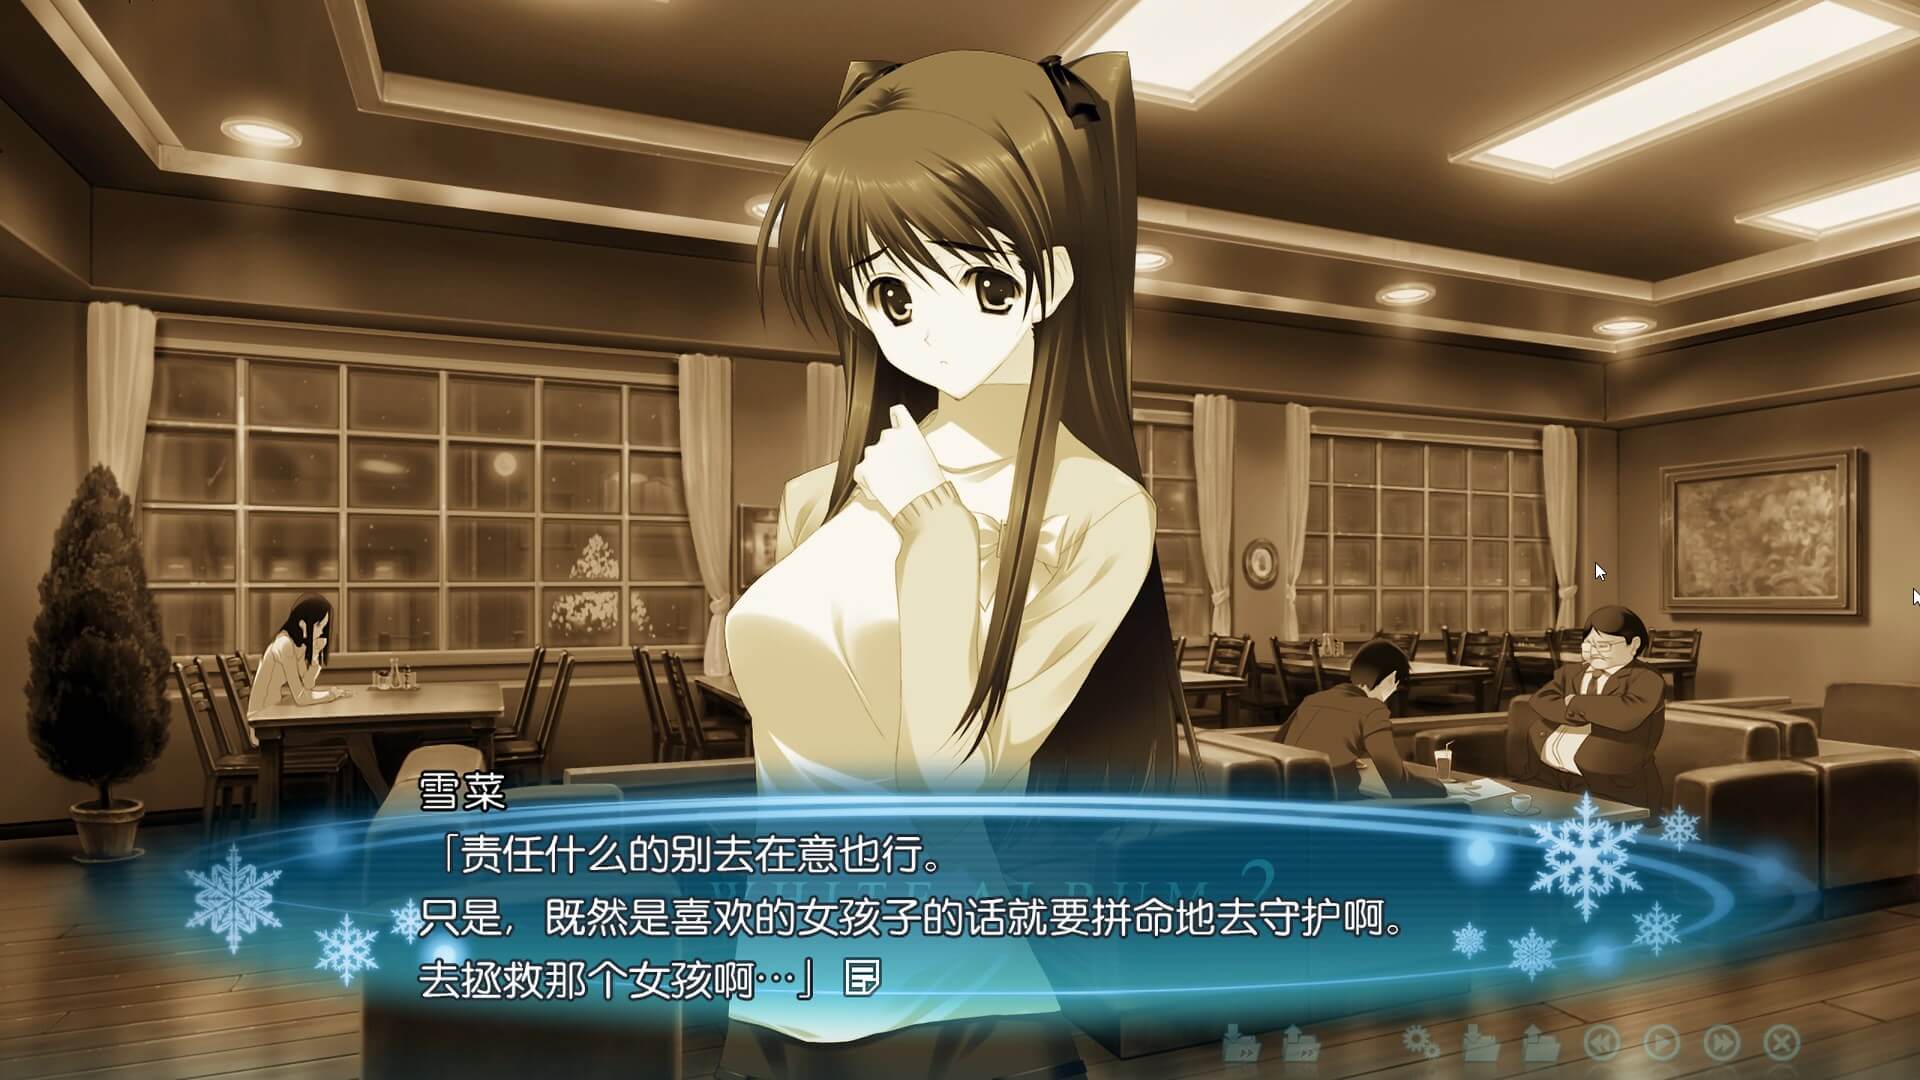 雪菜
「责任什么的别去在意也行。
只是，既然是喜欢的女孩子的话就要拼命地去守护啊。
去拯救那个女孩啊…」
WHITE ALBUM 2